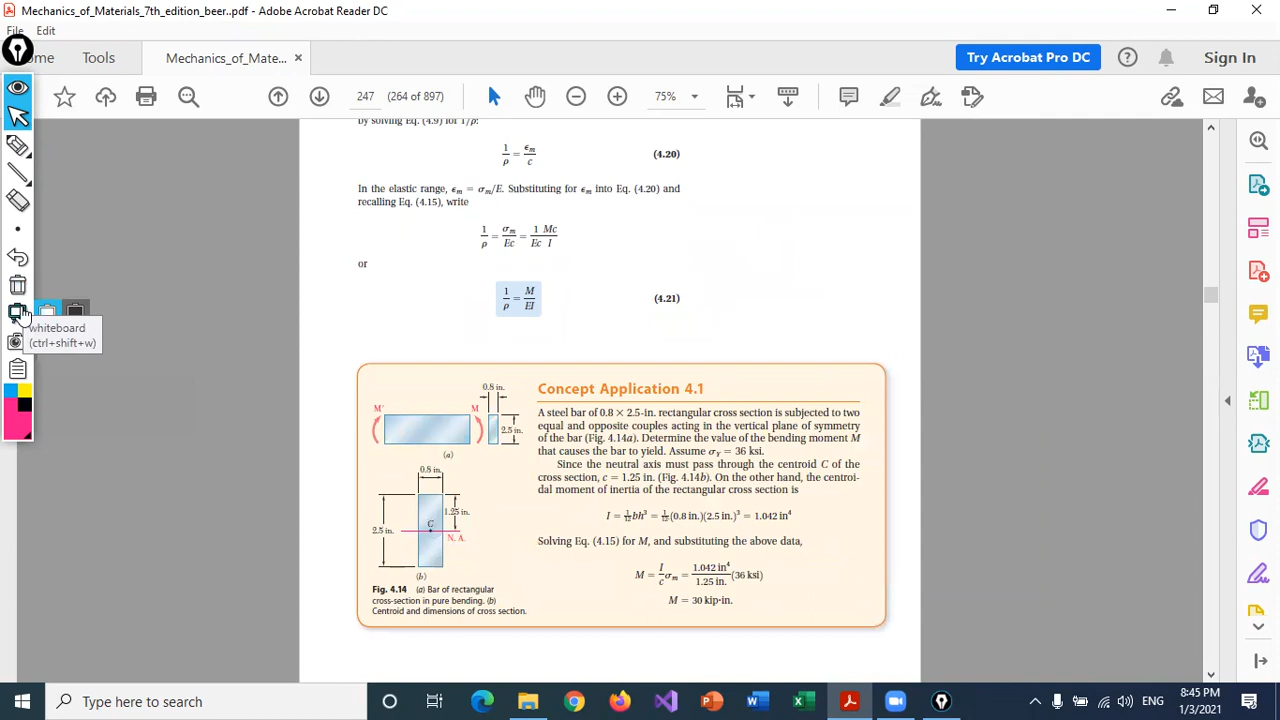 Mechanics_of_Materials_7th_edition_beer..pdf - Adobe Acrobat Reader DC
File Edit
ome Tools Mechanics_of_Mate... × Try Acrobat Pro DC Sign In
247 (264 of 897) 75%
by solving Eq. (4.9) for 1/ρ:
1/ρ = ϵm/c (4.20)
In the elastic range, ϵm = σm/E. Substituting for ϵm into Eq. (4.20) and
recalling Eq. (4.15), write
1/ρ = σm/Ec = 1/Ec Mc/I
or
1/ρ = M/EI (4.21)
whiteboard
(ctrl+shift+w)
Concept Application 4.1
A steel bar of 0.8 × 2.5-in. rectangular cross section is subjected to two
equal and opposite couples acting in the vertical plane of symmetry
of the bar (Fig. 4.14a). Determine the value of the bending moment M
that causes the bar to yield. Assume σY = 36 ksi.
Since the neutral axis must pass through the centroid C of the
cross section, c = 1.25 in. (Fig. 4.14b). On the other hand, the centroi-
dal moment of inertia of the rectangular cross section is
I = 1/12 bh³ = 1/12 (0.8 in.)(2.5 in.)³ = 1.042 in⁴
Solving Eq. (4.15) for M, and substituting the above data,
M = I/c σm = 1.042 in⁴/1.25 in. (36 ksi)
M = 30 kip·in.
0.8 in.
M' M
2.5 in.
(a)
0.8 in.
1.25 in.
C
2.5 in.
N. A.
(b)
Fig. 4.14 (a) Bar of rectangular
cross-section in pure bending. (b)
Centroid and dimensions of cross section.
Type here to search
ENG
8:45 PM
1/3/2021